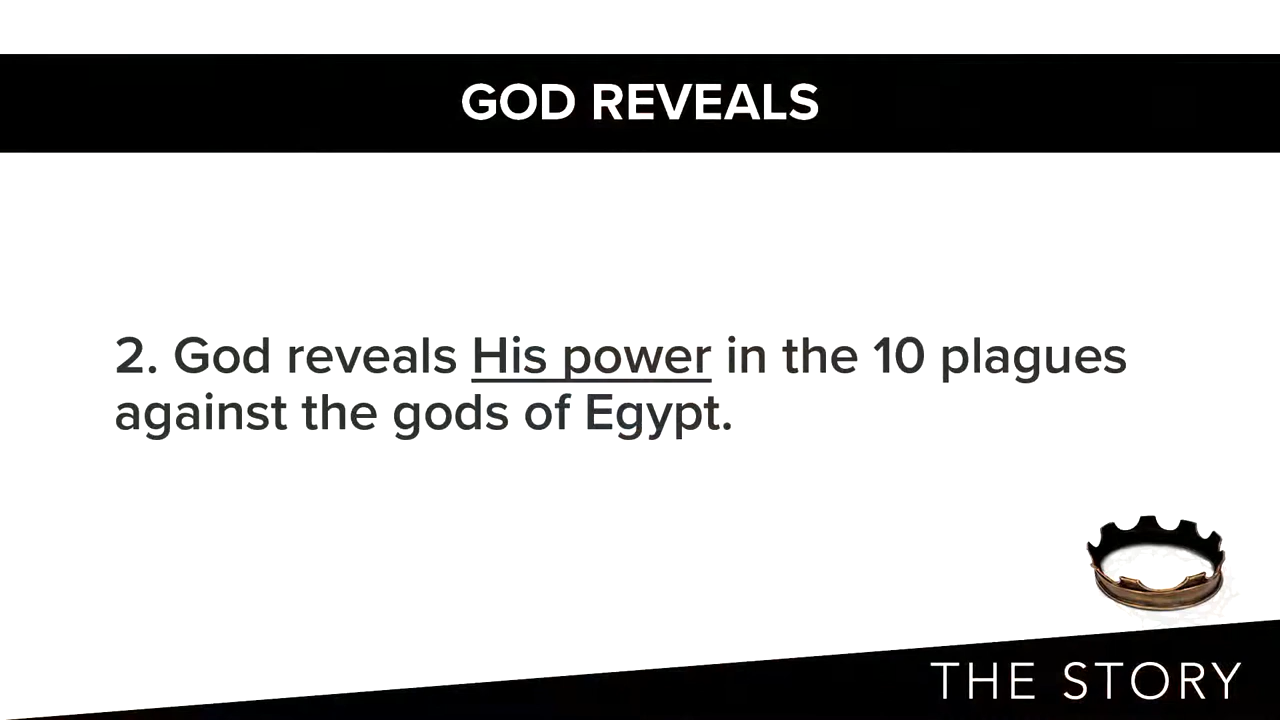 GOD REVEALS
2. God reveals His power in the 10 plagues
against the gods of Egypt.
THE STORY